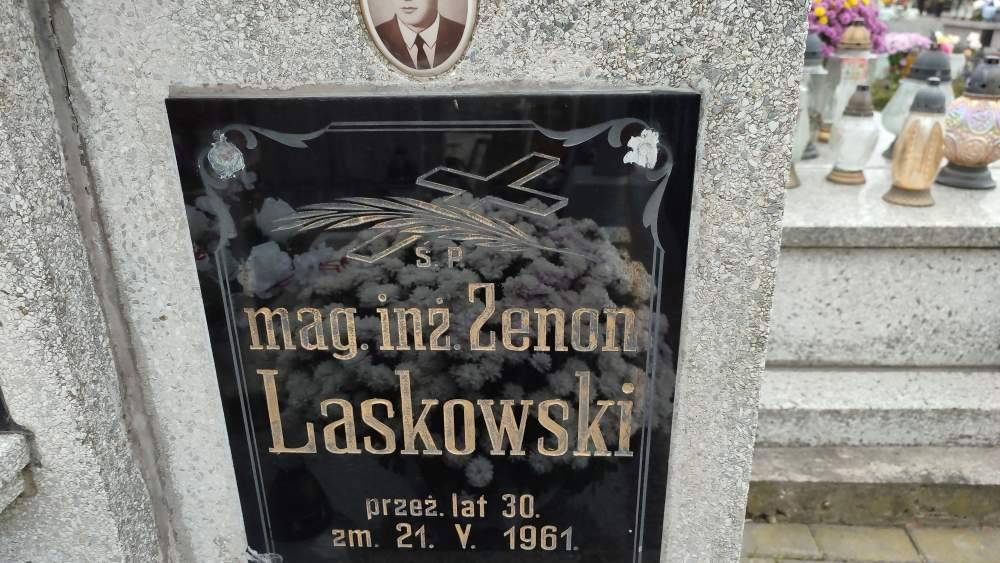 Ś.P.
mag. inż. Zenon
Laskowski
przeż. lat 30.
zm. 21. V. 1961.